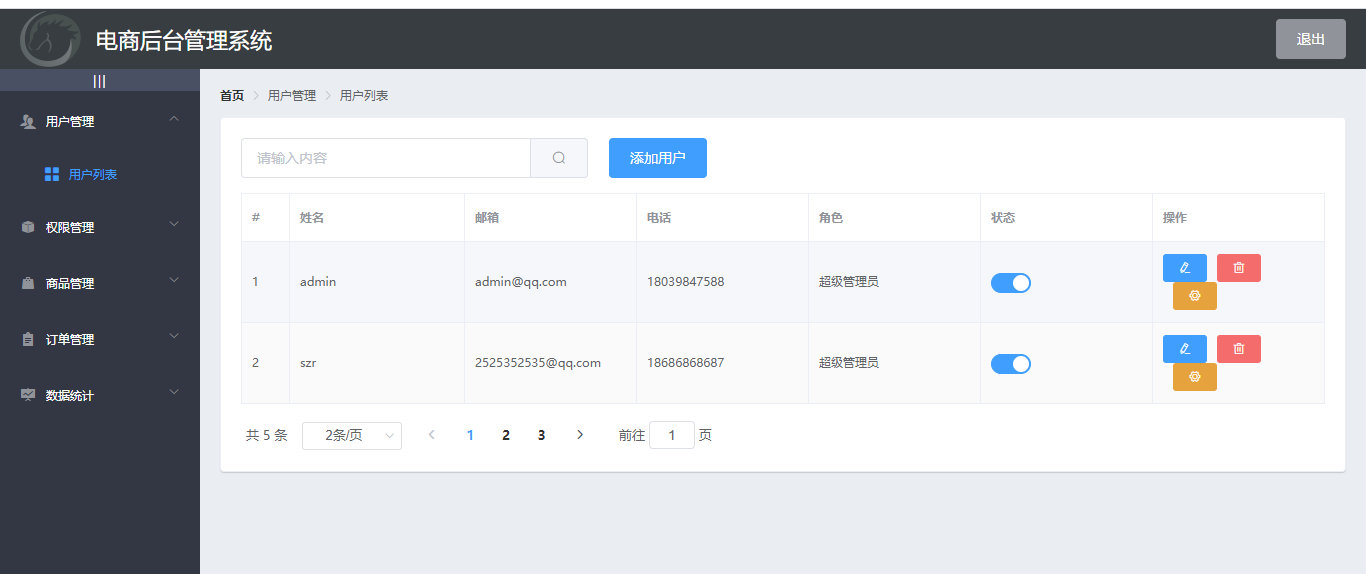 电商后台管理系统
退出
|||
用户管理
用户列表
权限管理
商品管理
订单管理
数据统计
首页 > 用户管理 > 用户列表
请输入内容
添加用户
# 姓名 邮箱 电话 角色 状态 操作
1 admin admin@qq.com 18039847588 超级管理员
2 szr 2525352535@qq.com 18686868687 超级管理员
共 5 条 2条/页 < 1 2 3 > 前往 1 页